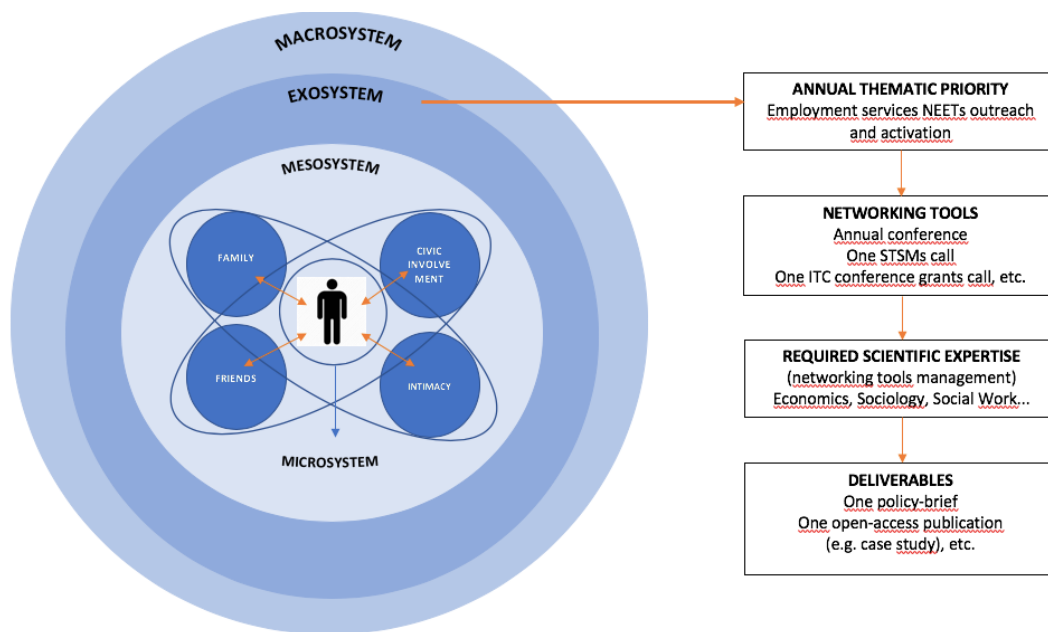 MACROSYSTEM
EXOSYSTEM
MESOSYSTEM
FAMILY
CIVIC
INVOLVE
MENT
FRIENDS
INTIMACY
MICROSYSTEM
ANNUAL THEMATIC PRIORITY
Employment services NEETs outreach
and activation
NETWORKING TOOLS
Annual conference
One STSMs call
One ITC conference grants call, etc.
REQUIRED SCIENTIFIC EXPERTISE
(networking tools management)
Economics, Sociology, Social Work...
DELIVERABLES
One policy-brief
One open-access publication
(e.g. case study), etc.